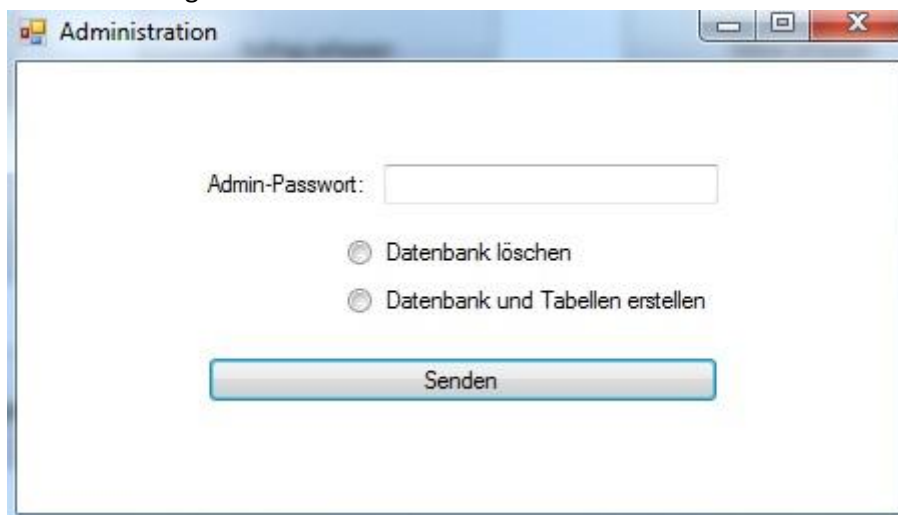 Administration
Admin-Passwort:
Datenbank löschen
Datenbank und Tabellen erstellen
Senden